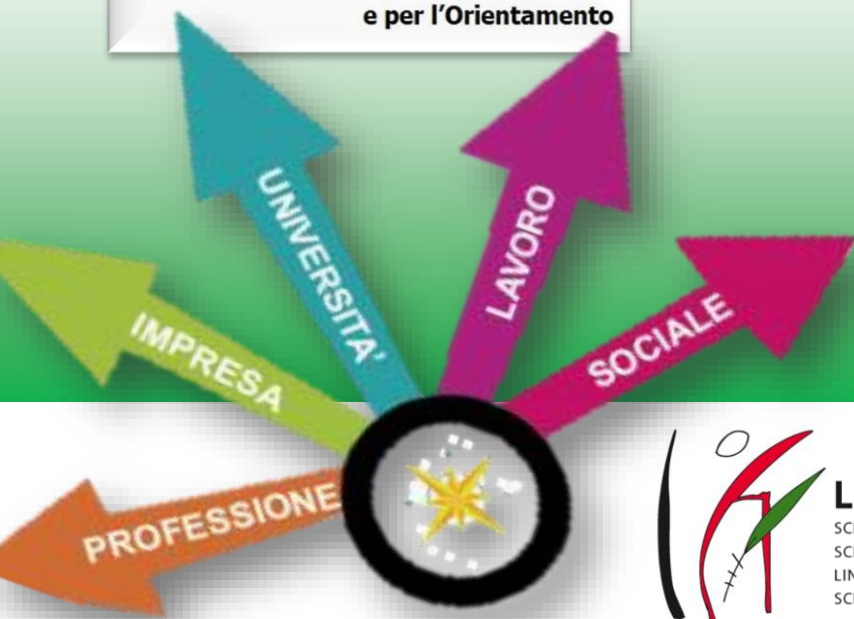 e per l'Orientamento
UNIVERSITA'
LAVORO
IMPRESA
SOCIALE
PROFESSIONE